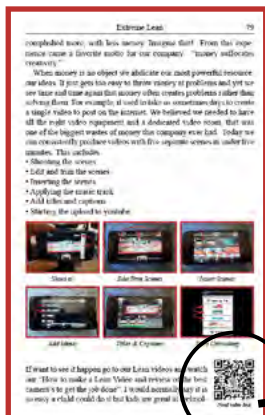 Extreme Lean 79
complished more, with less money. Imagine that! From this expe-
rience came a favorite motto for our company. "money suffocates
creativity."
When money is no object we abdicate our most powerful resource,
our ideas. It just gets too easy to throw money at problems and yet we
see time and time again that money often creates problems rather than
solving them. For example, it used to take us sometimes days to create
a single video to post on the internet. We believed we needed to have
all the right video equipment and a dedicated video room, that was
one of the biggest wastes of money this company ever had. Today we
can consistently produce videos with five separate scenes in under five
minutes. This includes
• Shooting the scenes
• Edit and trim the scenes
• Inserting the scenes
• Applying the music track
• Add titles and captions
• Starting the upload to youtube
Shoot it
Edit/Trim Scenes
Insert Scenes
Add Music
Titles & Captions
Uploading
If want to see it happen go to our Lean videos and watch
our "How to make a Lean Video and review of the best
camera's to get the job done". I would normally say it is
so easy a child could do it but kids are great at